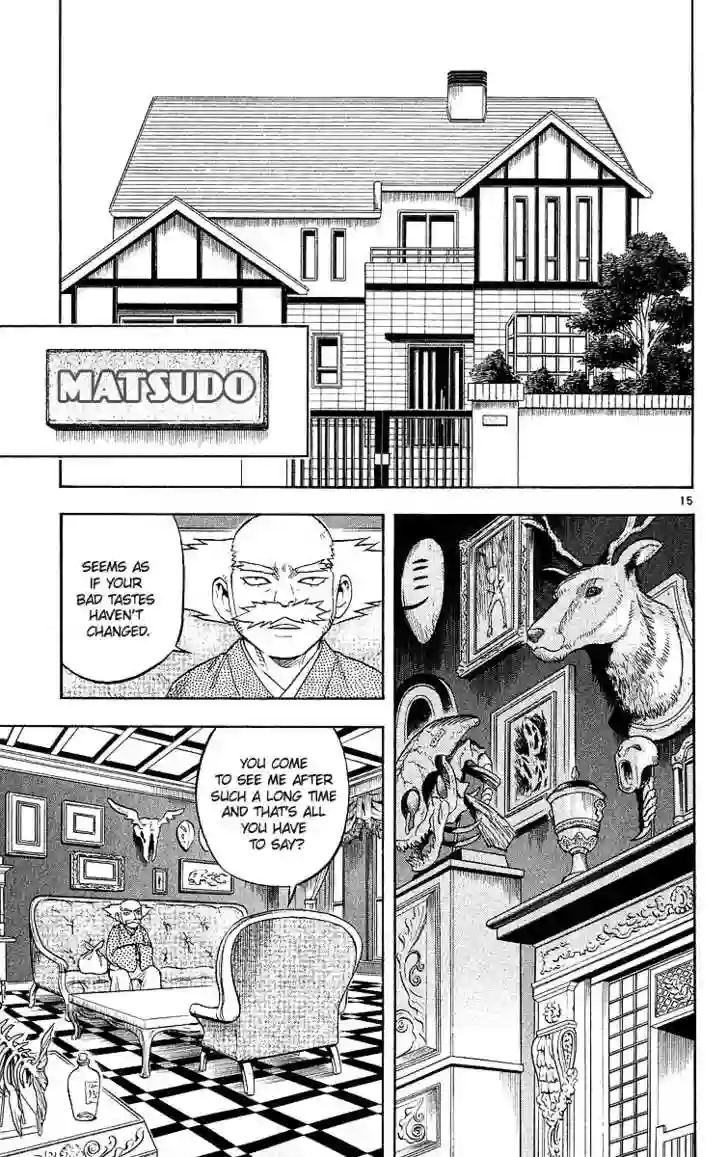 MATSUDO
15
SEEMS AS
IF YOUR
BAD TASTES
HAVEN'T
CHANGED.
YOU COME
TO SEE ME AFTER
SUCH A LONG TIME
AND THAT'S ALL
YOU HAVE
TO SAY?